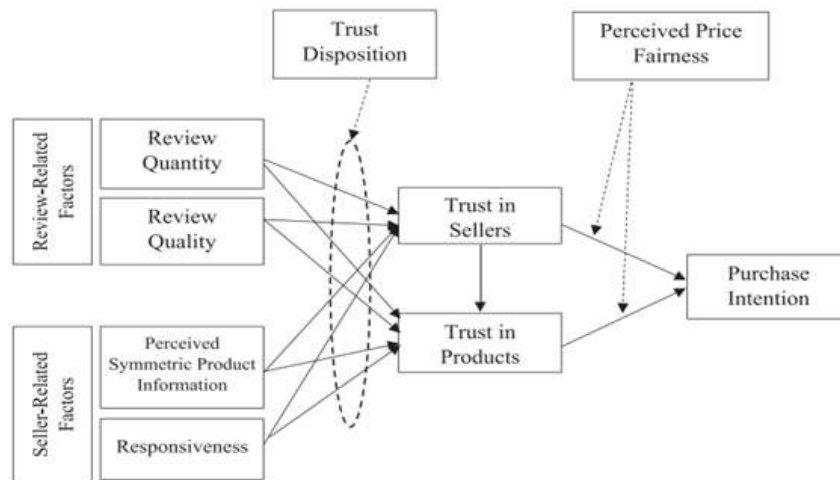 Trust
Disposition
Perceived Price
Fairness
Review-Related
Factors
Review
Quantity
Review
Quality
Trust in
Sellers
Purchase
Intention
Trust in
Products
Seller-Related
Factors
Perceived
Symmetric Product
Information
Responsiveness